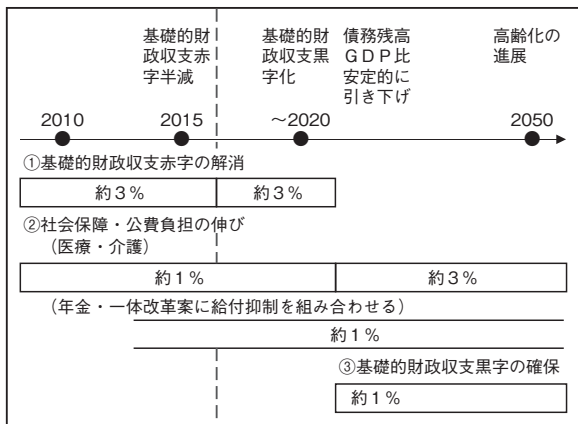 基礎的財
政収支赤
字半減
基礎的財
政収支黒
字化
債務残高
ＧＤＰ比
安定的に
引き下げ
高齢化の
進展
2010
2015
～2020
2050
①基礎的財政収支赤字の解消
約３％
約３％
②社会保障・公費負担の伸び
（医療・介護）
約１％
約３％
（年金・一体改革案に給付抑制を組み合わせる）
約１％
③基礎的財政収支黒字の確保
約１％